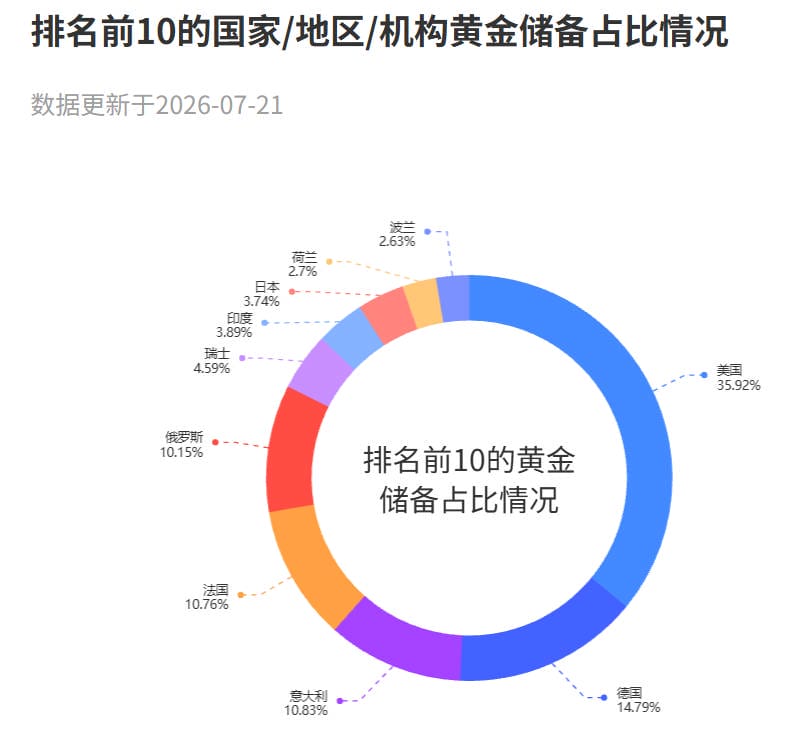 排名前10的国家/地区/机构黄金储备占比情况
数据更新于2026-07-21
波兰
2.63%
荷兰
2.7%
日本
3.74%
印度
3.89%
瑞士
4.59%
美国
35.92%
俄罗斯
10.15%
排名前10的黄金
储备占比情况
法国
10.76%
意大利
10.83%
德国
14.79%